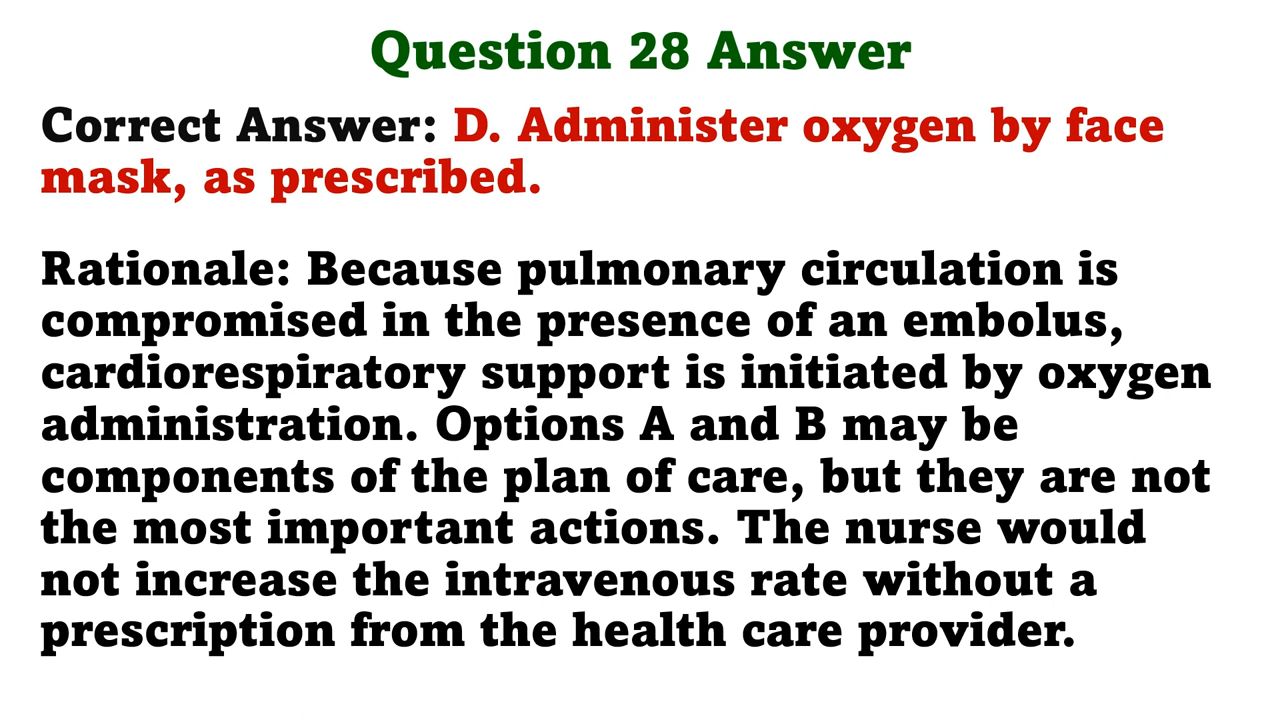 Question 28 Answer
Correct Answer: D. Administer oxygen by face
mask, as prescribed.
Rationale: Because pulmonary circulation is
compromised in the presence of an embolus,
cardiorespiratory support is initiated by oxygen
administration. Options A and B may be
components of the plan of care, but they are not
the most important actions. The nurse would
not increase the intravenous rate without a
prescription from the health care provider.